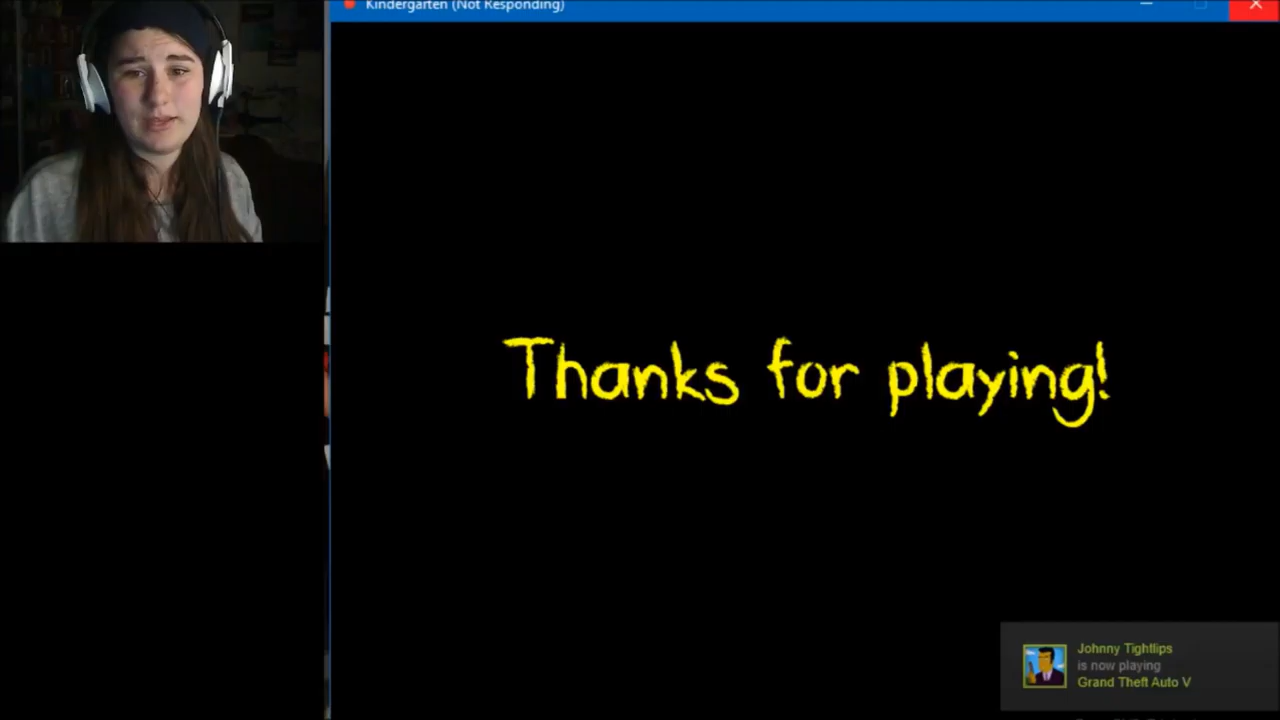 Kindergarten (Not Responding)
Thanks for playing!
Johnny Tightlips
is now playing
Grand Theft Auto V